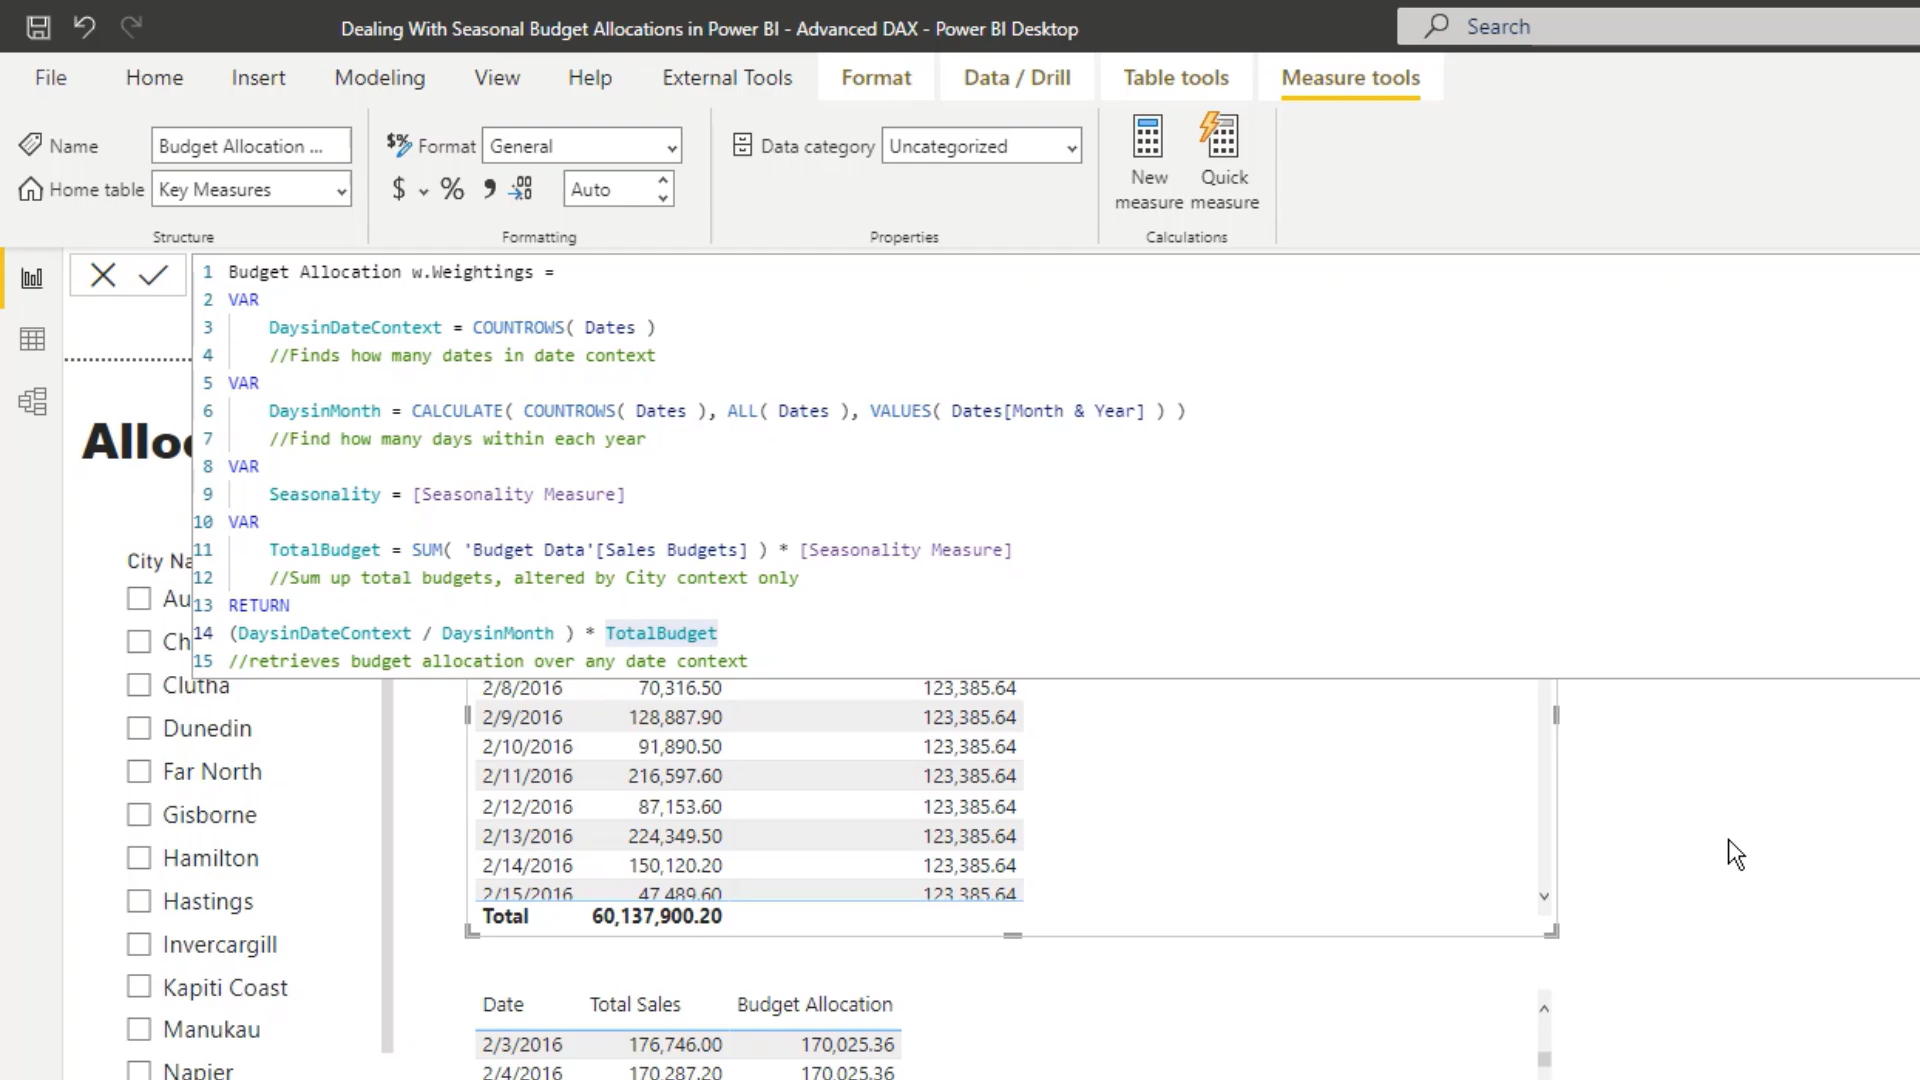 Dealing With Seasonal Budget Allocations in Power BI - Advanced DAX - Power BI Desktop
Search
File Home Insert Modeling View Help External Tools Format Data / Drill Table tools Measure tools
Name Budget Allocation ... $% Format General Data category Uncategorized
Home table Key Measures $ % , .00 Auto New measure Quick measure
Structure Formatting Properties Calculations
1 Budget Allocation w.Weightings =
2 VAR
3 DaysinDateContext = COUNTROWS( Dates )
4 //Finds how many dates in date context
5 VAR
6 DaysinMonth = CALCULATE( COUNTROWS( Dates ), ALL( Dates ), VALUES( Dates[Month & Year] ) )
7 //Find how many days within each year
8 VAR
9 Seasonality = [Seasonality Measure]
10 VAR
11 TotalBudget = SUM( 'Budget Data'[Sales Budgets] ) * [Seasonality Measure]
12 //Sum up total budgets, altered by City context only
13 RETURN
14 (DaysinDateContext / DaysinMonth ) * TotalBudget
15 //retrieves budget allocation over any date context
Allo
City Na
Au
Ch
Clutha
Dunedin
Far North
Gisborne
Hamilton
Hastings
Invercargill
Kapiti Coast
Manukau
Napier
2/8/2016 70,316.50 123,385.64
2/9/2016 128,887.90 123,385.64
2/10/2016 91,890.50 123,385.64
2/11/2016 216,597.60 123,385.64
2/12/2016 87,153.60 123,385.64
2/13/2016 224,349.50 123,385.64
2/14/2016 150,120.20 123,385.64
2/15/2016 47,489.60 123,385.64
Total 60,137,900.20
Date Total Sales Budget Allocation
2/3/2016 176,746.00 170,025.36
2/4/2016 170,287.20 170,025.36